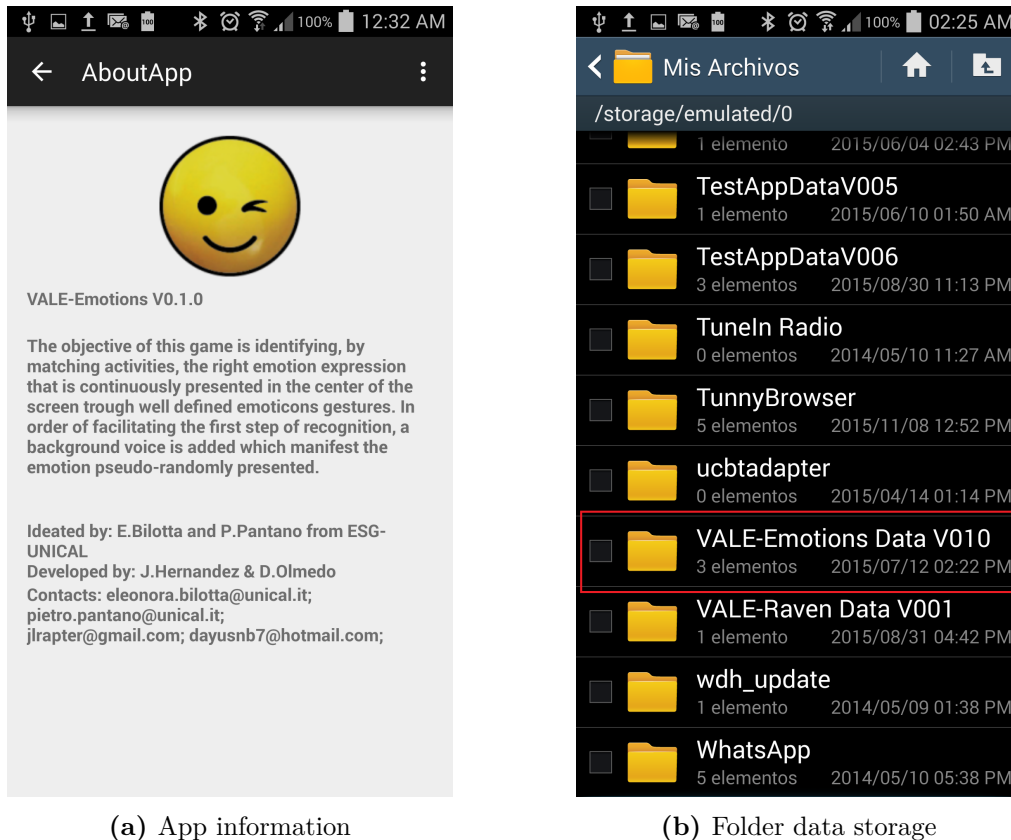 100 100% 12:32 AM
AboutApp
VALE-Emotions V0.1.0
The objective of this game is identifying, by
matching activities, the right emotion expression
that is continuously presented in the center of the
screen trough well defined emoticons gestures. In
order of facilitating the first step of recognition, a
background voice is added which manifest the
emotion pseudo-randomly presented.
Ideated by: E.Bilotta and P.Pantano from ESG-
UNICAL
Developed by: J.Hernandez & D.Olmedo
Contacts: eleonora.bilotta@unical.it;
pietro.pantano@unical.it;
jlrapter@gmail.com; dayusnb7@hotmail.com;
(a) App information
100 100% 02:25 AM
Mis Archivos
/storage/emulated/0
1 elemento 2015/06/04 02:43 PM
TestAppDataV005
1 elemento 2015/06/10 01:50 AM
TestAppDataV006
3 elementos 2015/08/30 11:13 PM
TuneIn Radio
0 elementos 2014/05/10 11:27 AM
TunnyBrowser
5 elementos 2015/11/08 12:52 PM
ucbtadapter
0 elementos 2015/04/14 01:14 PM
VALE-Emotions Data V010
3 elementos 2015/07/12 02:22 PM
VALE-Raven Data V001
1 elemento 2015/08/31 04:42 PM
wdh_update
1 elemento 2014/05/09 01:38 PM
WhatsApp
5 elementos 2014/05/10 05:38 PM
(b) Folder data storage